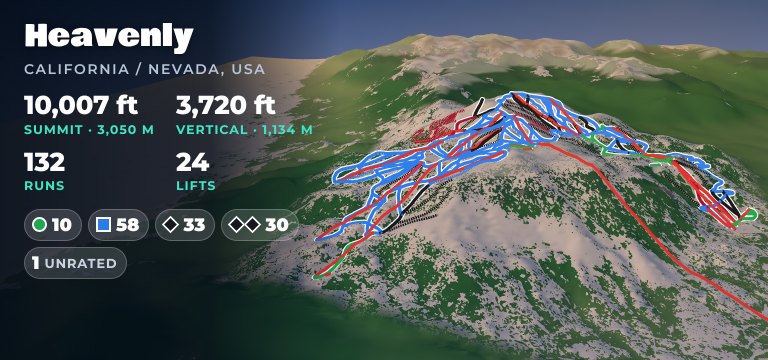 Heavenly
CALIFORNIA / NEVADA, USA
10,007 ft 3,720 ft
SUMMIT · 3,050 M VERTICAL · 1,134 M
132 24
RUNS LIFTS
10 58 33 30
1 UNRATED